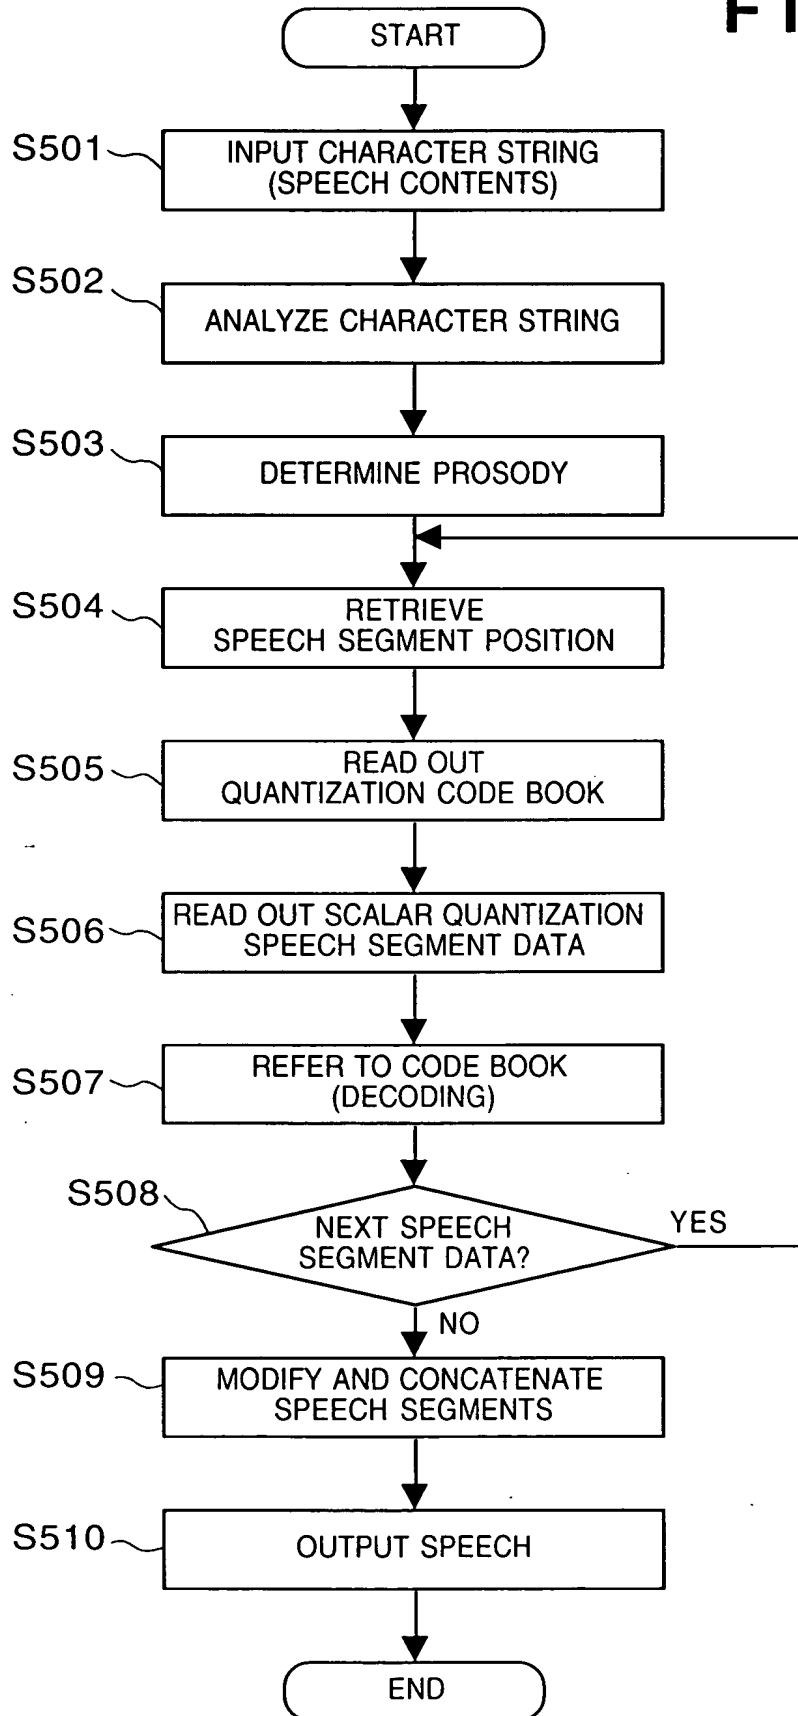 START
S501
INPUT CHARACTER STRING
(SPEECH CONTENTS)
S502
ANALYZE CHARACTER STRING
S503
DETERMINE PROSODY
S504
RETRIEVE
SPEECH SEGMENT POSITION
S505
READ OUT
QUANTIZATION CODE BOOK
S506
READ OUT SCALAR QUANTIZATION
SPEECH SEGMENT DATA
S507
REFER TO CODE BOOK
(DECODING)
S508
NEXT SPEECH
SEGMENT DATA?
YES
NO
S509
MODIFY AND CONCATENATE
SPEECH SEGMENTS
S510
OUTPUT SPEECH
END